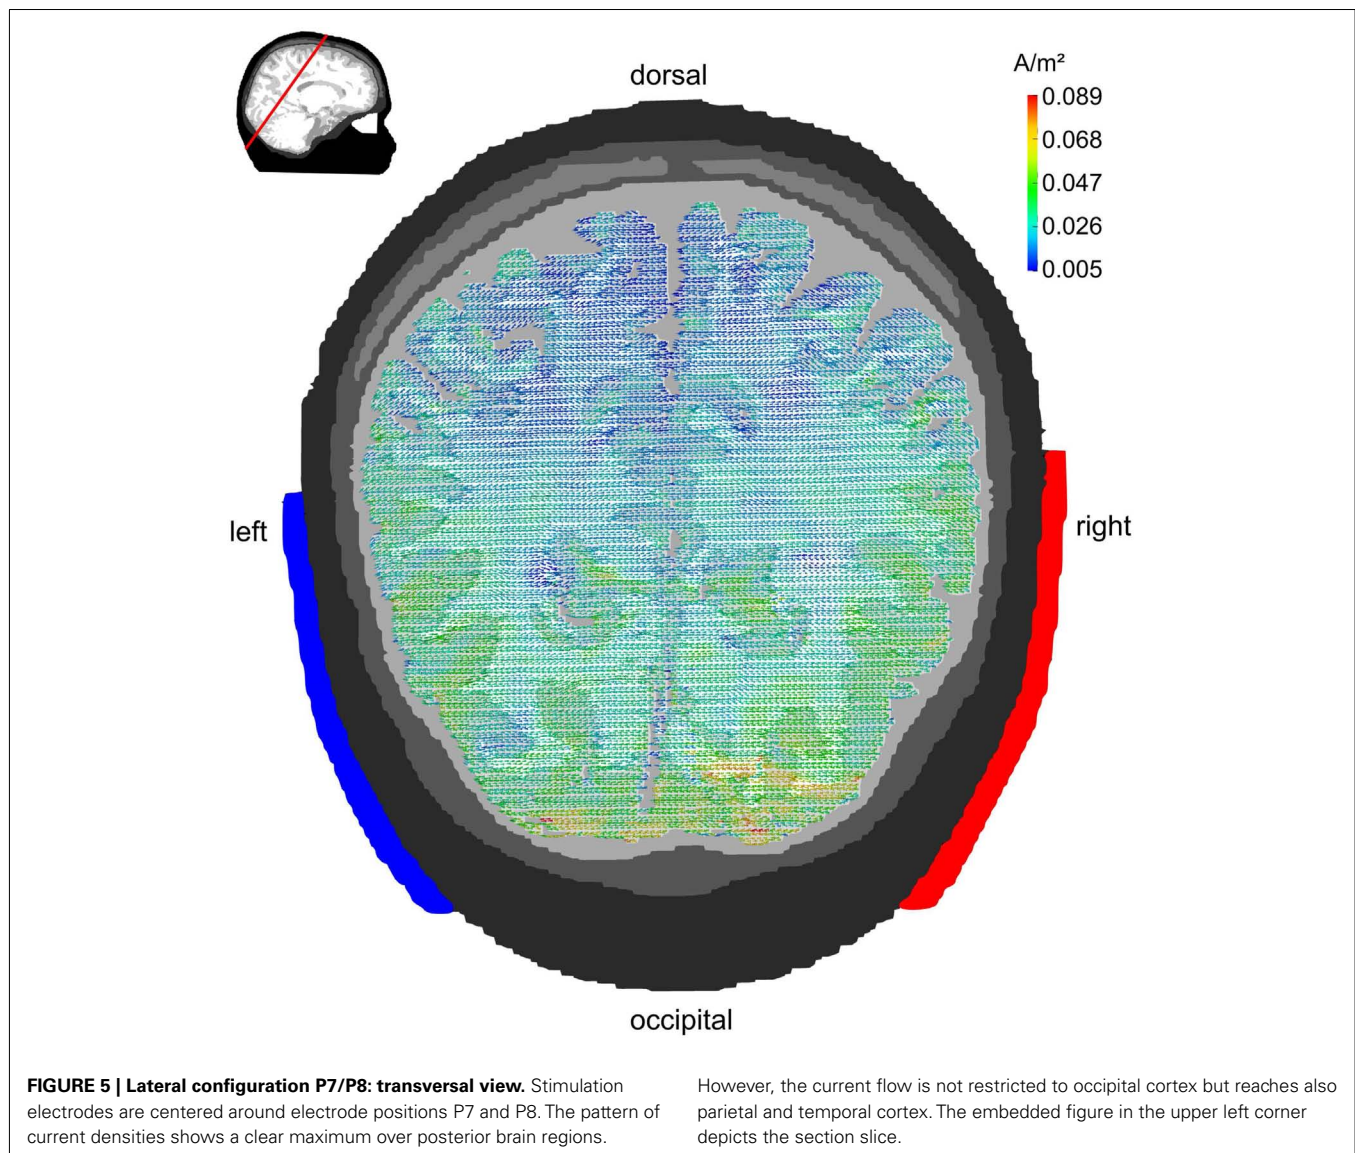 dorsal
A/m²
0.089
0.068
0.047
0.026
0.005
left
right
occipital
FIGURE 5 | Lateral configuration P7/P8: transversal view. Stimulation
electrodes are centered around electrode positions P7 and P8. The pattern of
current densities shows a clear maximum over posterior brain regions.
However, the current flow is not restricted to occipital cortex but reaches also
parietal and temporal cortex. The embedded figure in the upper left corner
depicts the section slice.